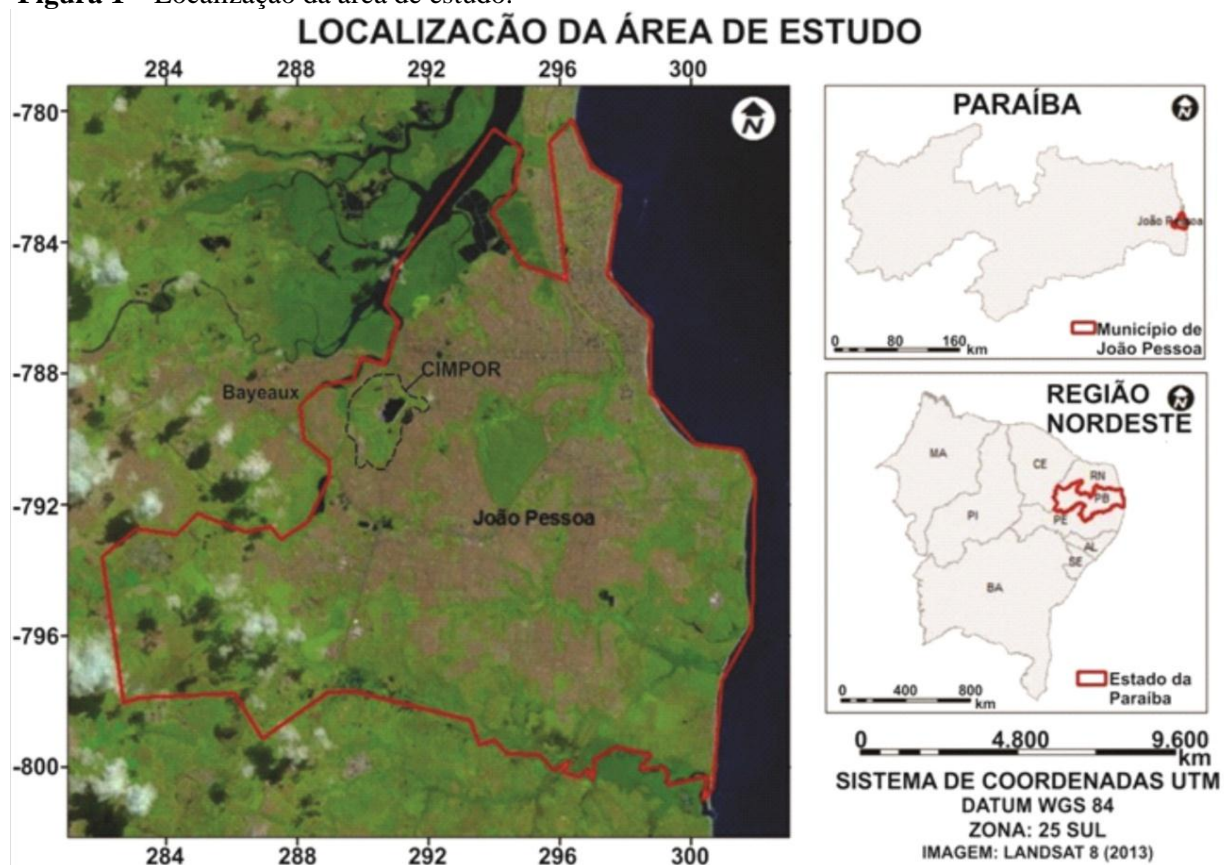 Figura 1 – Localização da área de estudo.
LOCALIZACÃO DA ÁREA DE ESTUDO
284 288 292 296 300
-780
-784
-788
-792
-796
-800
N
CIMPOR
Bayeaux
João Pessoa
284 288 292 296 300
PARAÍBA
N
João Pessoa
0 80 160
km
Município de
João Pessoa
REGIÃO
NORDESTE
N
MA
CE
RN
PB
PI
PE
AL
SE
BA
0 400 800
km
Estado da
Paraiba
0 4.800 9.600
km
SISTEMA DE COORDENADAS UTM
DATUM WGS 84
ZONA: 25 SUL
IMAGEM: LANDSAT 8 (2013)